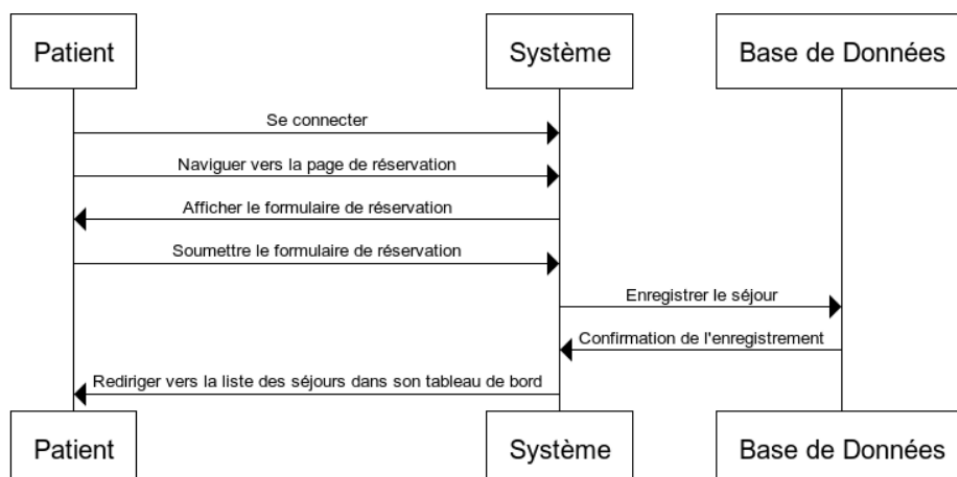 Patient
Système
Base de Données
Se connecter
Naviguer vers la page de réservation
Afficher le formulaire de réservation
Soumettre le formulaire de réservation
Enregistrer le séjour
Confirmation de l'enregistrement
Rediriger vers la liste des séjours dans son tableau de bord
Patient
Système
Base de Données